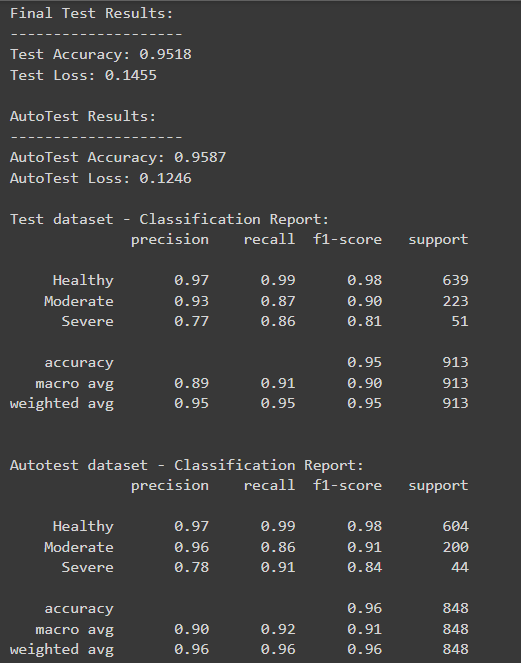 Final Test Results:
--------------------
Test Accuracy: 0.9518
Test Loss: 0.1455
AutoTest Results:
--------------------
AutoTest Accuracy: 0.9587
AutoTest Loss: 0.1246
Test dataset - Classification Report:
precision recall f1-score support
Healthy 0.97 0.99 0.98 639
Moderate 0.93 0.87 0.90 223
Severe 0.77 0.86 0.81 51
accuracy 0.95 913
macro avg 0.89 0.91 0.90 913
weighted avg 0.95 0.95 0.95 913
Autotest dataset - Classification Report:
precision recall f1-score support
Healthy 0.97 0.99 0.98 604
Moderate 0.96 0.86 0.91 200
Severe 0.78 0.91 0.84 44
accuracy 0.96 848
macro avg 0.90 0.92 0.91 848
weighted avg 0.96 0.96 0.96 848